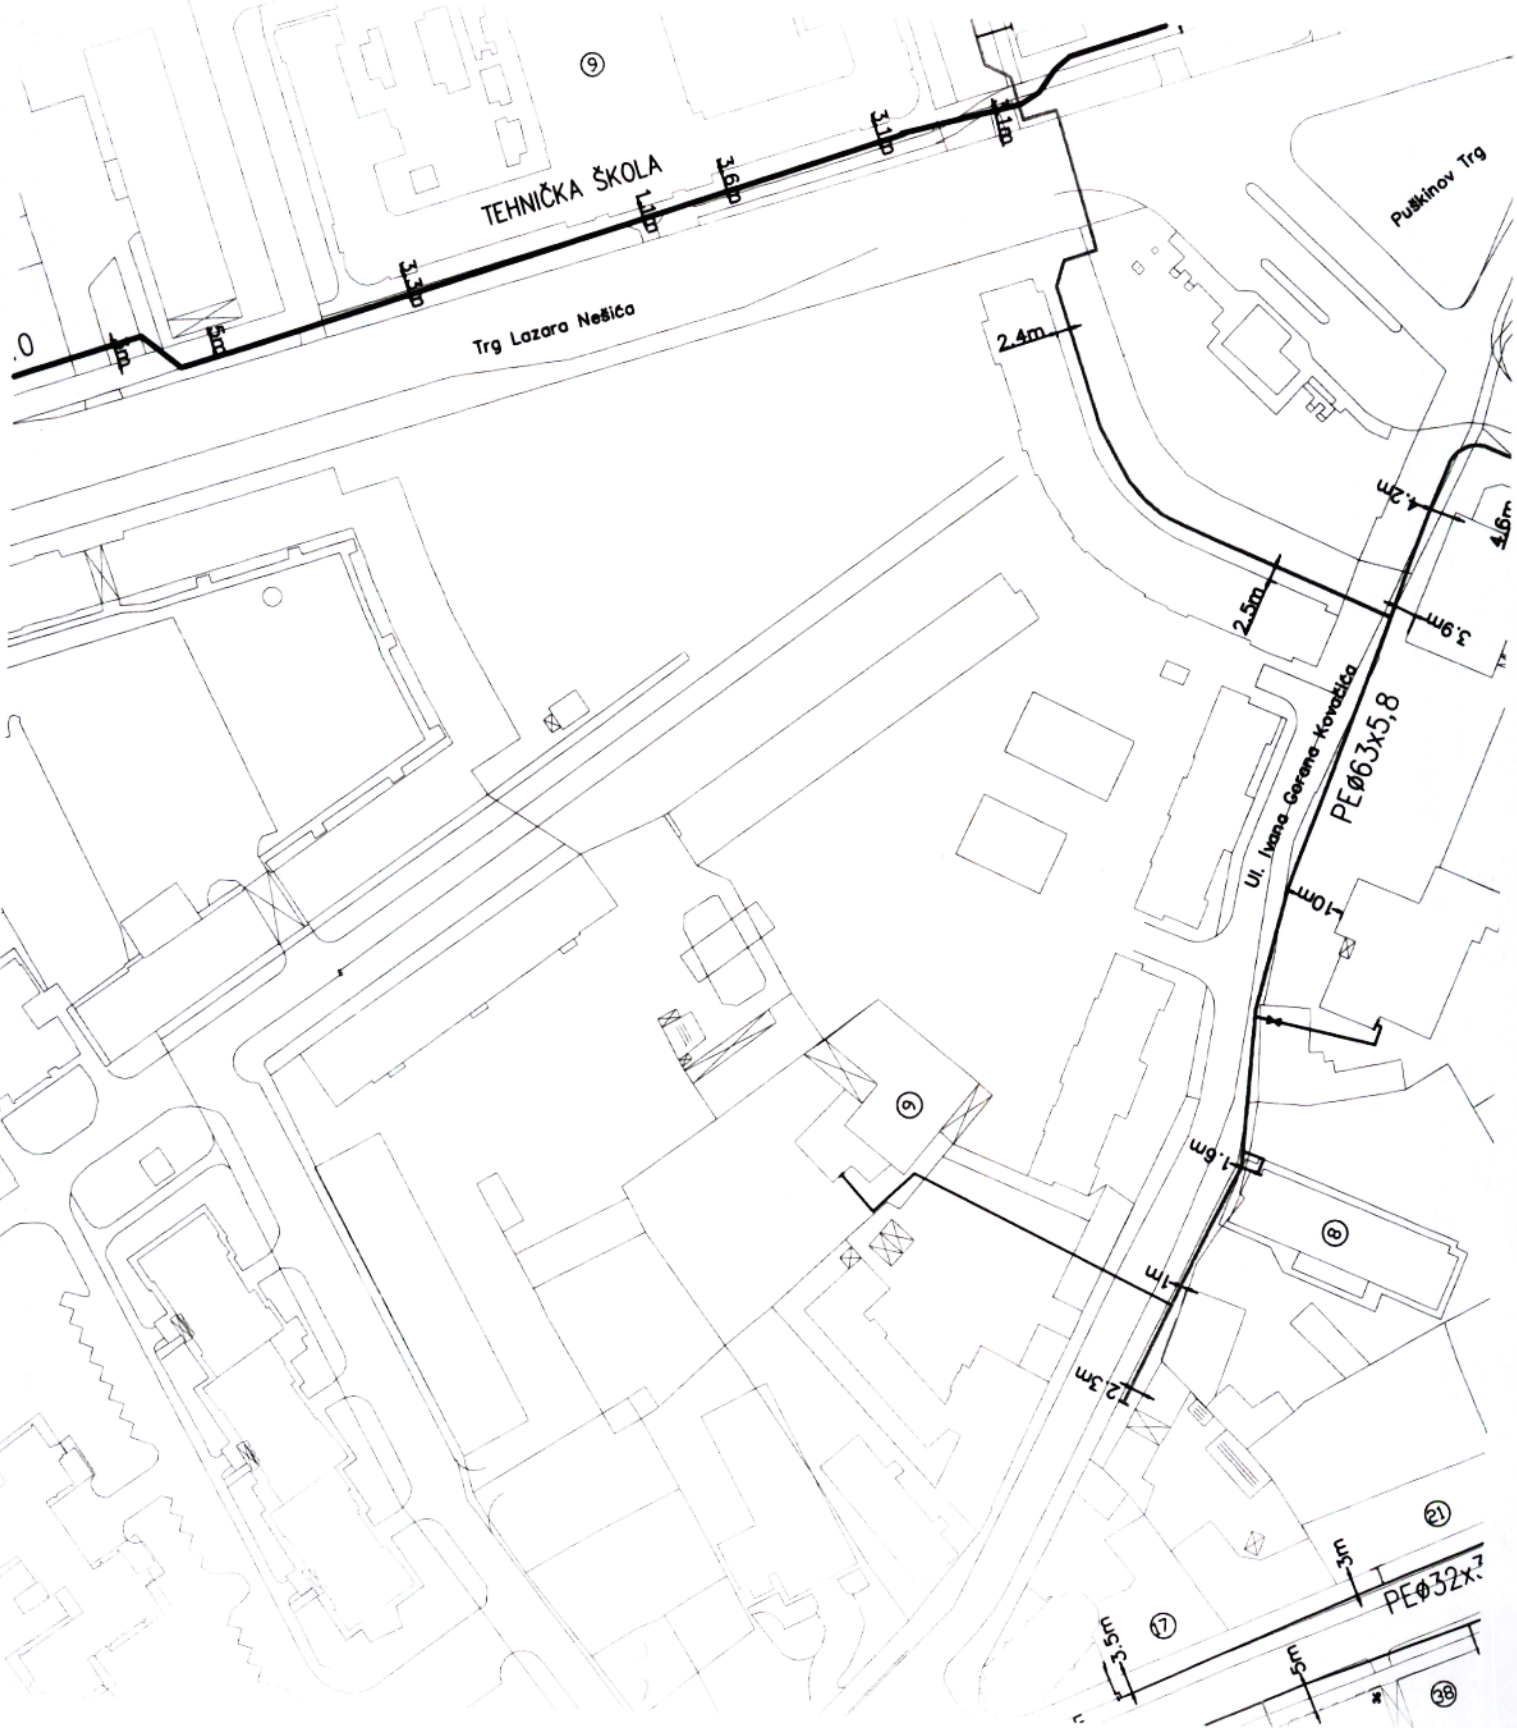 9
3.1m
TEHNIČKA ŠKOLA
3.6m
1.1m
3.3m
Puškinov Trg
Trg Lazara Nešića
.0
5m
2.4m
4.2m
4.6m
2.5m
3.9m
Ul. Ivana Gorana Kovačića
PEØ63x5,8
10m
9
1.6m
8
1m
2.3m
21
3m
PEØ32x
3.5m
17
5m
38